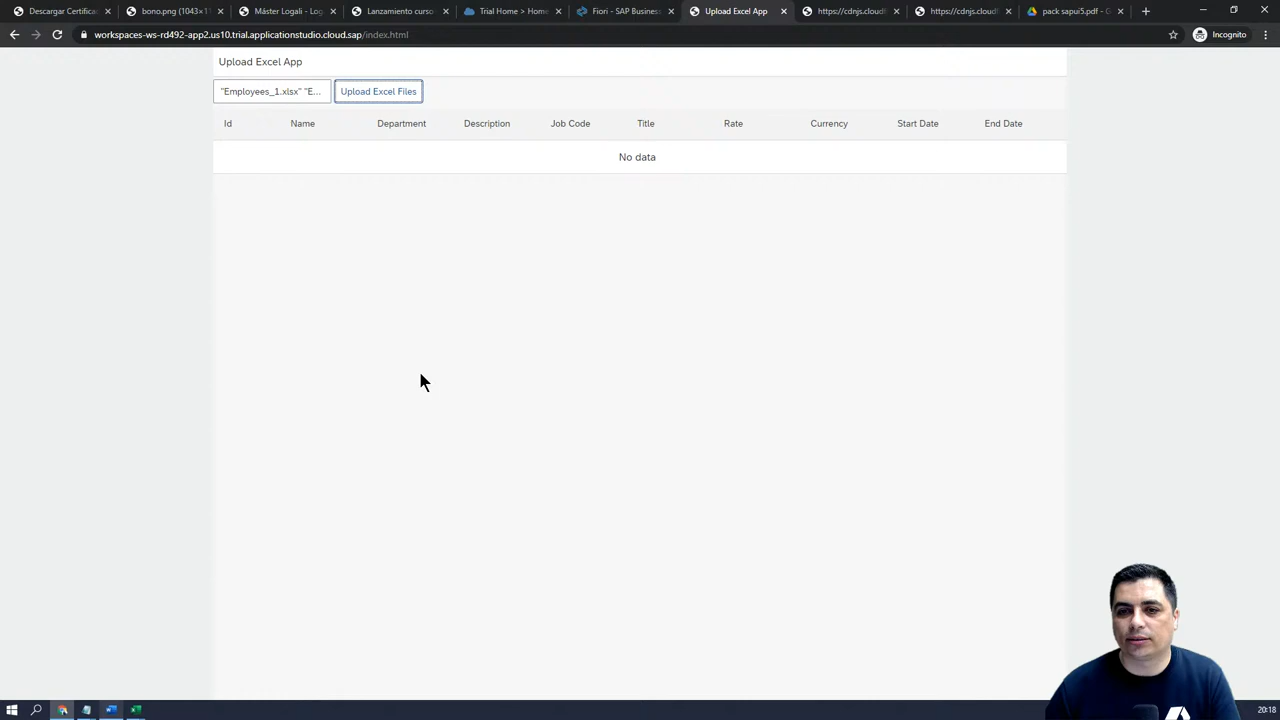 Descargar Certifica
bono.png (1043×1
Máster Logali - Log
Lanzamiento curso
Trial Home > Home
Fiori - SAP Busines
Upload Excel App
https://cdnjs.cloudf
https://cdnjs.cloudf
pack sapui5.pdf - G
workspaces-ws-rd492-app2.us10.trial.applicationstudio.cloud.sap/index.html
Incognito
Upload Excel App
"Employees_1.xlsx" "E...
Upload Excel Files
Id Name Department Description Job Code Title Rate Currency Start Date End Date
No data
20:18